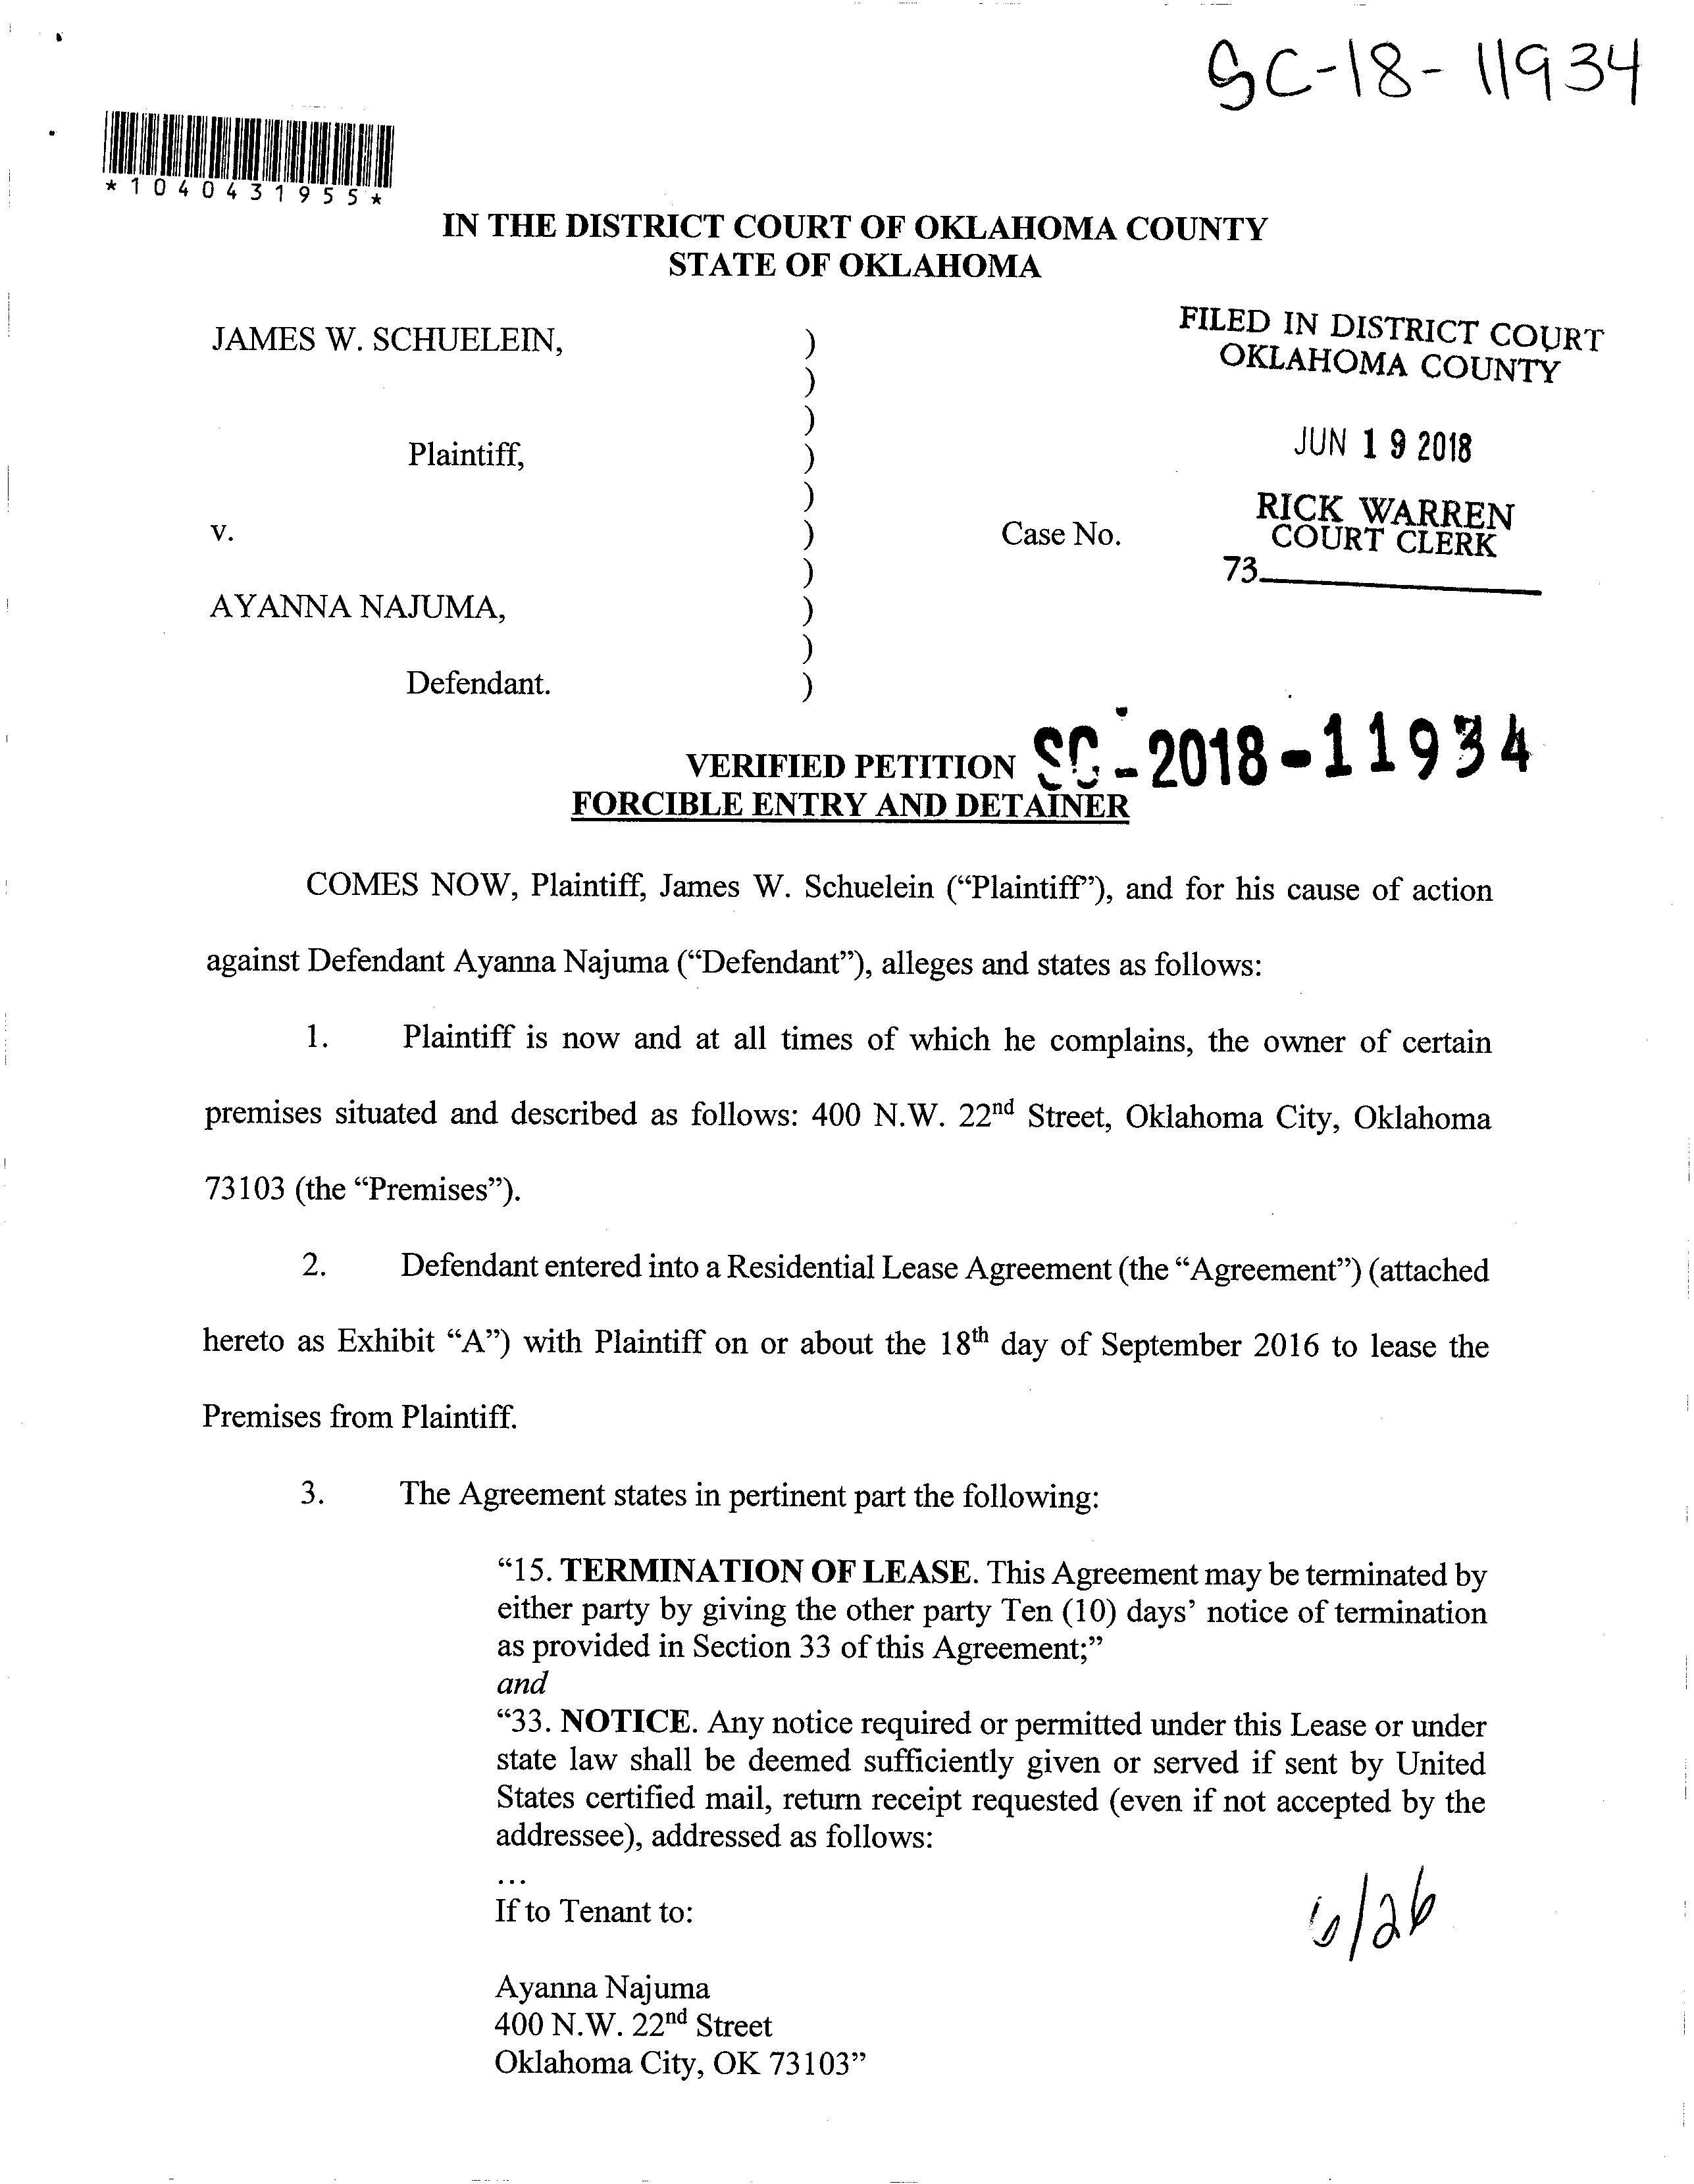 SC-18-11934
*1040431955*
IN THE DISTRICT COURT OF OKLAHOMA COUNTY
STATE OF OKLAHOMA
JAMES W. SCHUELEIN, )
)
)
Plaintiff, )
)
v. )
)
AYANNA NAJUMA, )
)
Defendant. )
FILED IN DISTRICT COURT
OKLAHOMA COUNTY
JUN 19 2018
RICK WARREN
COURT CLERK
73
Case No.
SC-2018-11934
VERIFIED PETITION
FORCIBLE ENTRY AND DETAINER
COMES NOW, Plaintiff, James W. Schuelein (“Plaintiff”), and for his cause of action
against Defendant Ayanna Najuma (“Defendant”), alleges and states as follows:
1. Plaintiff is now and at all times of which he complains, the owner of certain
premises situated and described as follows: 400 N.W. 22nd Street, Oklahoma City, Oklahoma
73103 (the “Premises”).
2. Defendant entered into a Residential Lease Agreement (the “Agreement”) (attached
hereto as Exhibit “A”) with Plaintiff on or about the 18th day of September 2016 to lease the
Premises from Plaintiff.
3. The Agreement states in pertinent part the following:
“15. TERMINATION OF LEASE. This Agreement may be terminated by
either party by giving the other party Ten (10) days’ notice of termination
as provided in Section 33 of this Agreement;”
and
“33. NOTICE. Any notice required or permitted under this Lease or under
state law shall be deemed sufficiently given or served if sent by United
States certified mail, return receipt requested (even if not accepted by the
addressee), addressed as follows:
...
If to Tenant to:
6/26
Ayanna Najuma
400 N.W. 22nd Street
Oklahoma City, OK 73103”